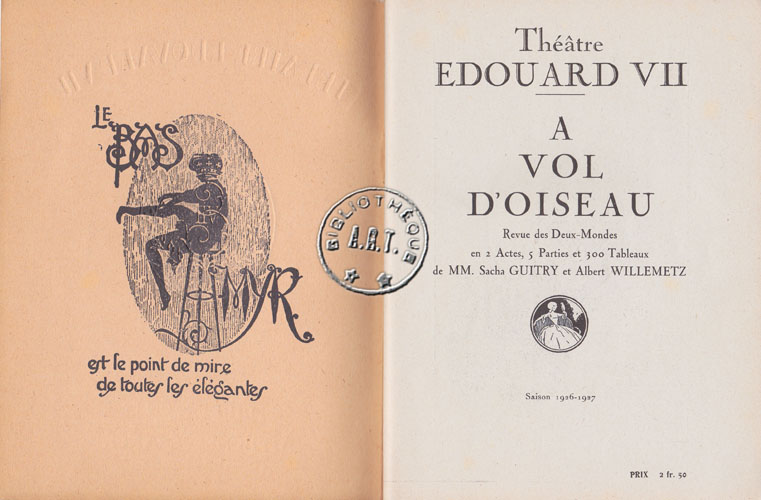 LE
BAS
AMYR.
est le point de mire
de toutes les élégantes
BIBLIOTHÈQUE
A.R.T.
Théâtre
EDOUARD VII
A
VOL
D'OISEAU
Revue des Deux-Mondes
en 2 Actes, 5 Parties et 300 Tableaux
de MM. Sacha GUITRY et Albert WILLEMETZ
Saison 1926-1927
PRIX 2 fr. 50